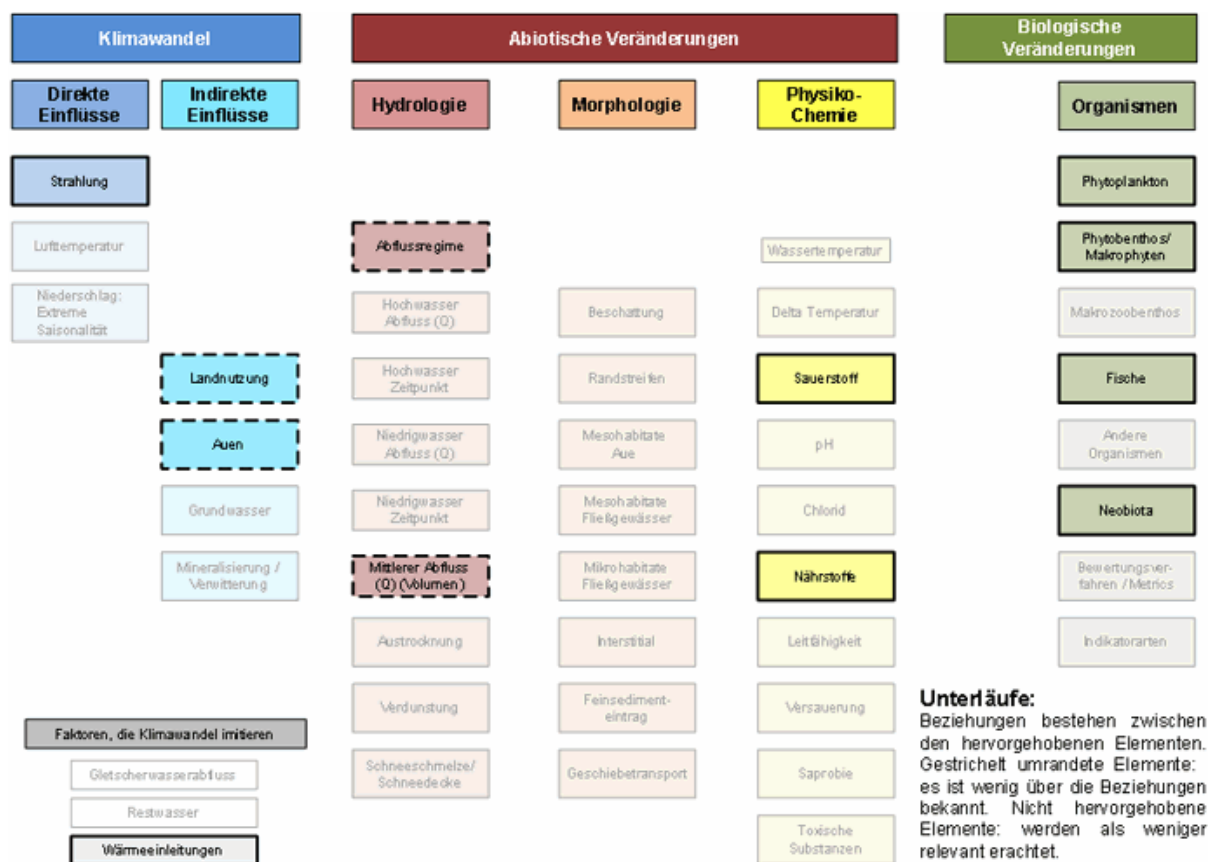 Klimawandel
Abiotische Veränderungen
Biologische
Veränderungen
Direkte
Einflüsse
Indirekte
Einflüsse
Hydrologie
Morphologie
Physiko-
Chemie
Organismen
Strahlung
Phytoplankton
Lufttemperatur
Abflussregime
Wassertemperatur
Phytobenthos/
Makrophyten
Niederschlag:
Extreme
Saisonalität
Hochwasser
Abfluss (Q)
Beschattung
Delta Temperatur
Makrozoobenthos
Landnutzung
Hochwasser
Zeitpunkt
Randstreifen
Sauerstoff
Fische
Auen
Niedrigwasser
Abfluss (Q)
Mesohabitate
Aue
pH
Andere
Organismen
Grundwasser
Niedrigwasser
Zeitpunkt
Mesohabitate
Fließgewässer
Chlorid
Neobiota
Mineralisierung /
Verwitterung
Mittlerer Abfluss
(Q) (Volumen)
Mikrohabitate
Fließgewässer
Nährstoffe
Bewertungsver-
fahren / Metrics
Austrocknung
Interstitial
Leitfähigkeit
Indikatorarten
Verdunstung
Feinsediment-
eintrag
Versauerung
Schneeschmelze/
Schneedecke
Geschiebetransport
Saprobie
Toxische
Substanzen
Faktoren, die Klimawandel imitieren
Gletscherwasserabfluss
Restwasser
Wärmeeinleitungen
Unterläufe:
Beziehungen bestehen zwischen
den hervorgehobenen Elementen.
Gestrichelt umrandete Elemente:
es ist wenig über die Beziehungen
bekannt. Nicht hervorgehobene
Elemente: werden als weniger
relevant erachtet.